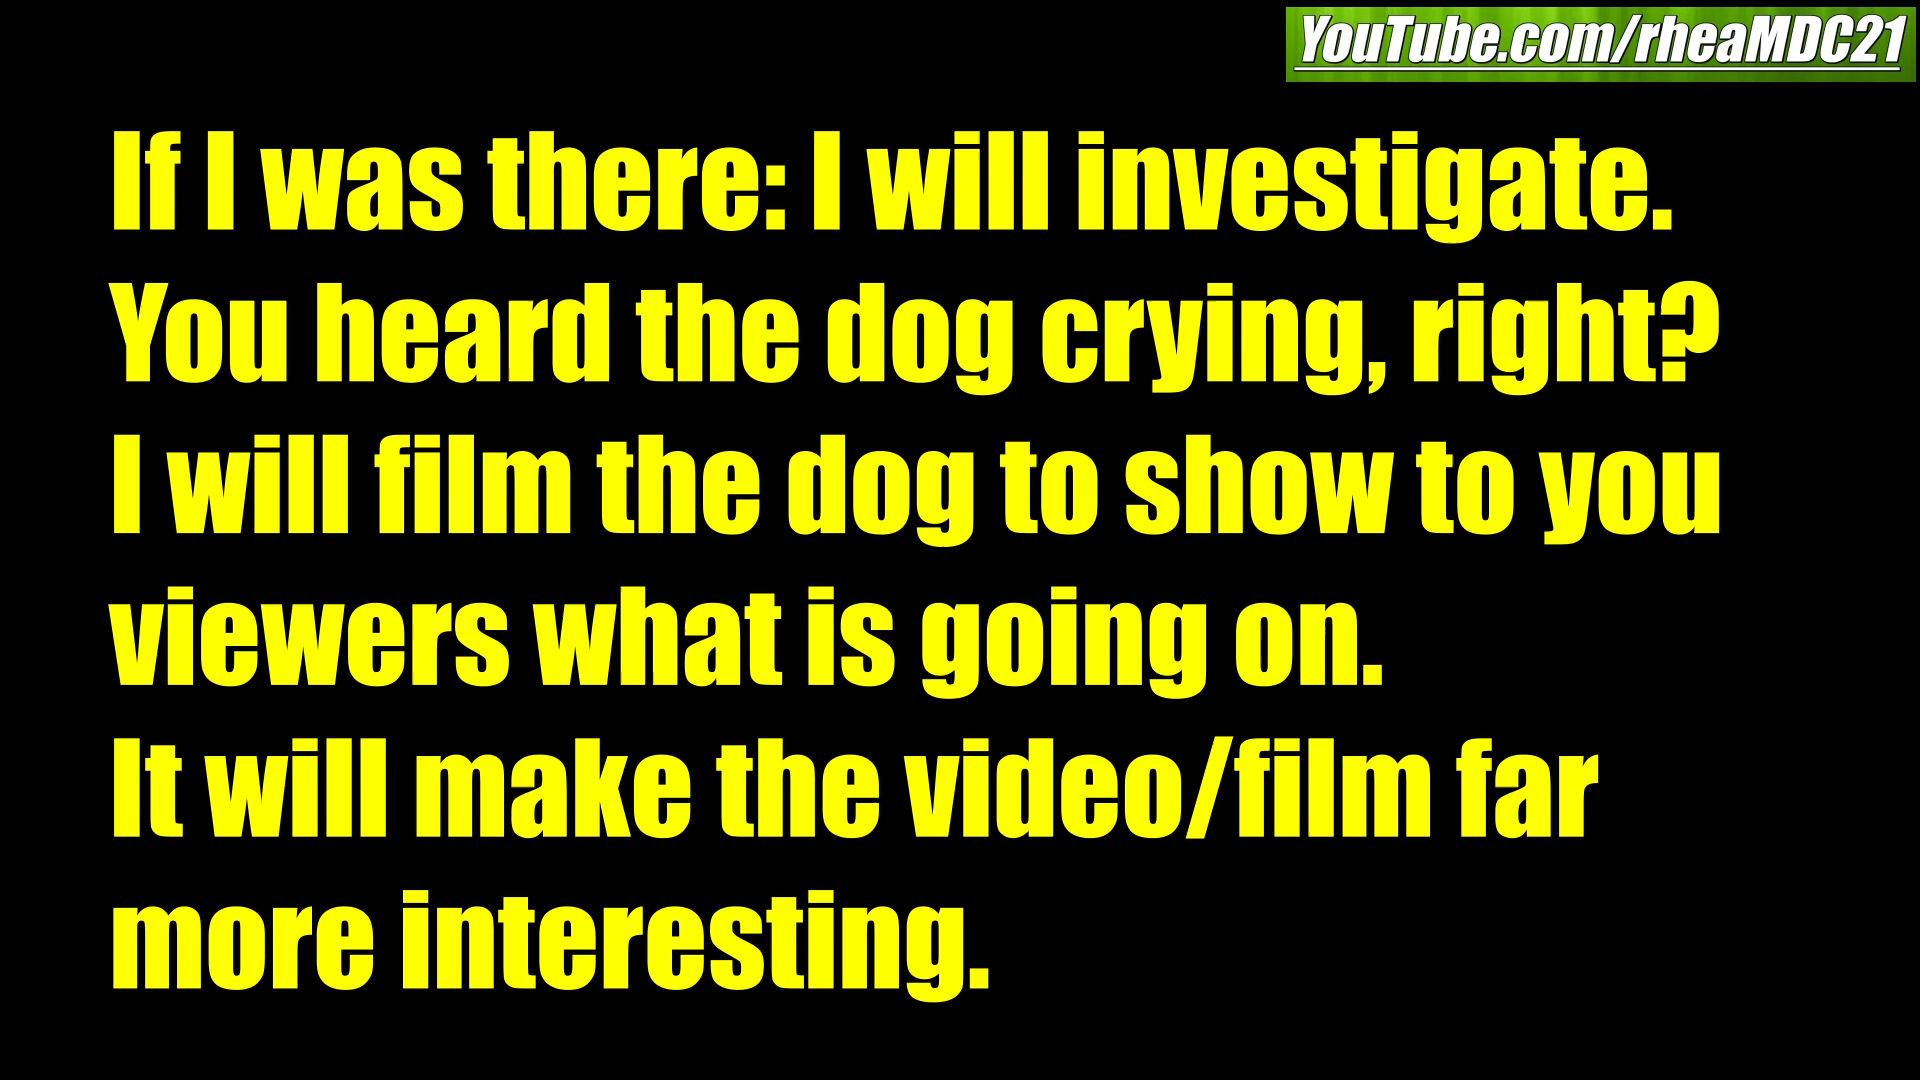 YouTube.com/rheaMDC21
If I was there: I will investigate.
You heard the dog crying, right?
I will film the dog to show to you
viewers what is going on.
It will make the video/film far
more interesting.